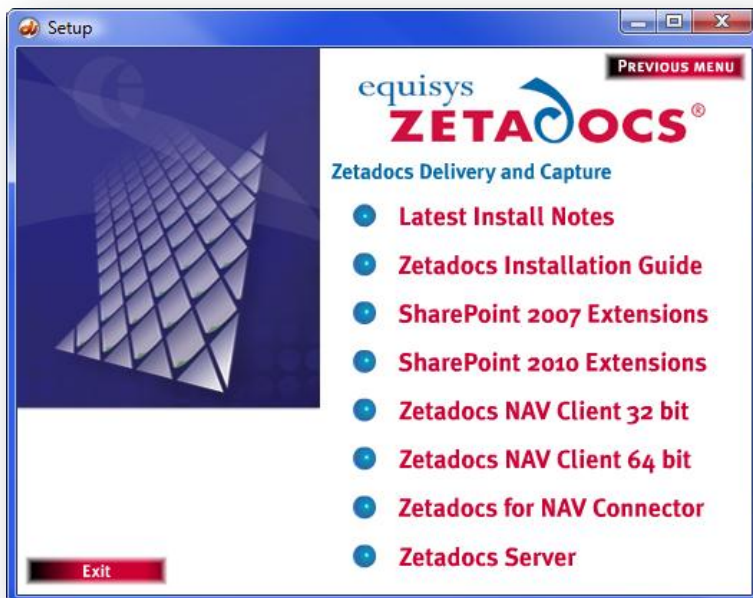 Setup
PREVIOUS MENU
equisys
ZETADOCS®
Zetadocs Delivery and Capture
Latest Install Notes
Zetadocs Installation Guide
SharePoint 2007 Extensions
SharePoint 2010 Extensions
Zetadocs NAV Client 32 bit
Zetadocs NAV Client 64 bit
Zetadocs for NAV Connector
Zetadocs Server
Exit